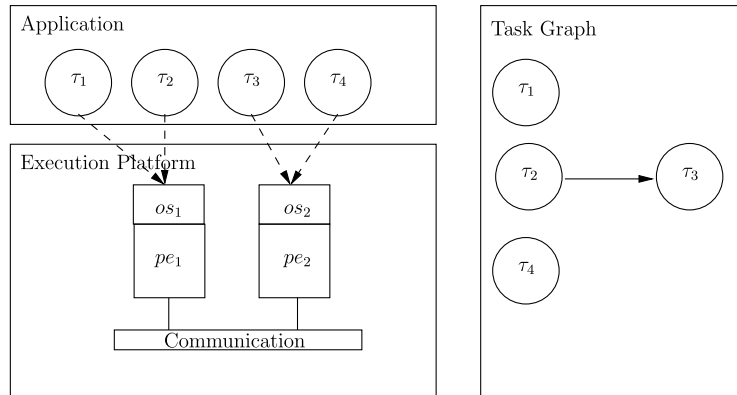 Application
τ1 τ2 τ3 τ4
Execution Platform
os1 os2
pe1 pe2
Communication
Task Graph
τ1
τ2 τ3
τ4